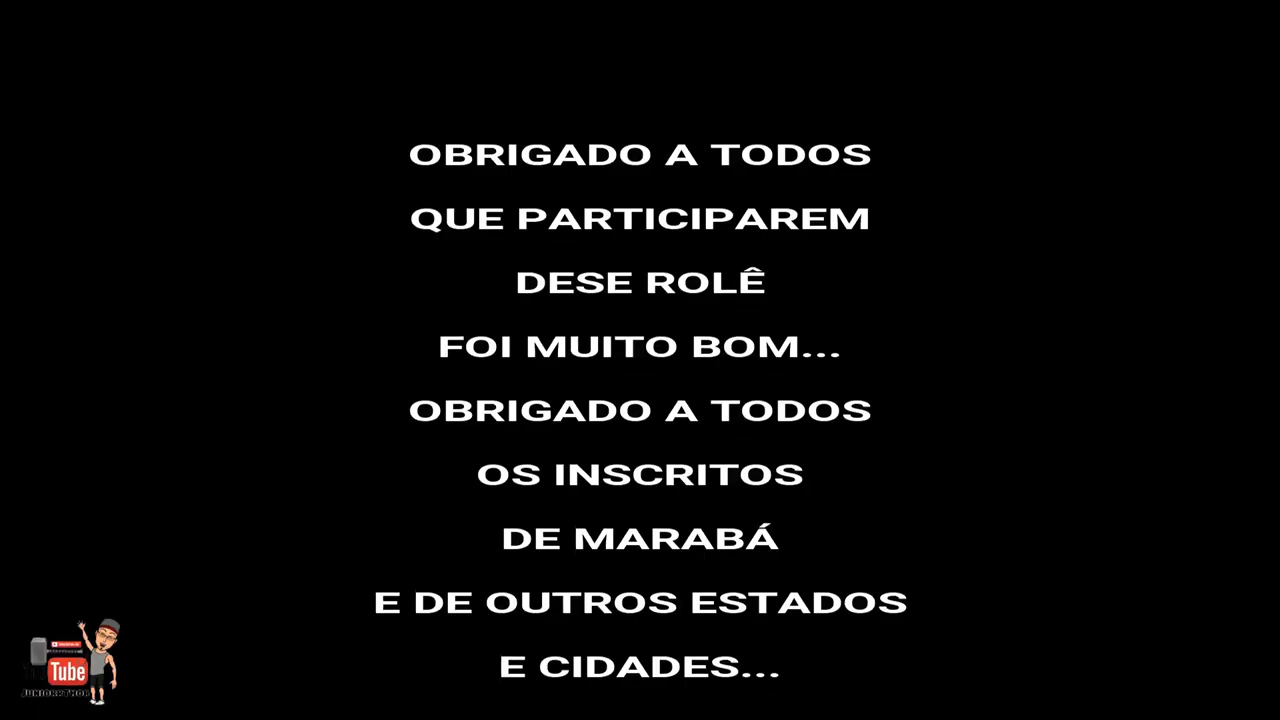 OBRIGADO A TODOS
QUE PARTICIPAREM
DESE ROLÊ
FOI MUITO BOM...
OBRIGADO A TODOS
OS INSCRITOS
DE MARABÁ
E DE OUTROS ESTADOS
E CIDADES...
Tube